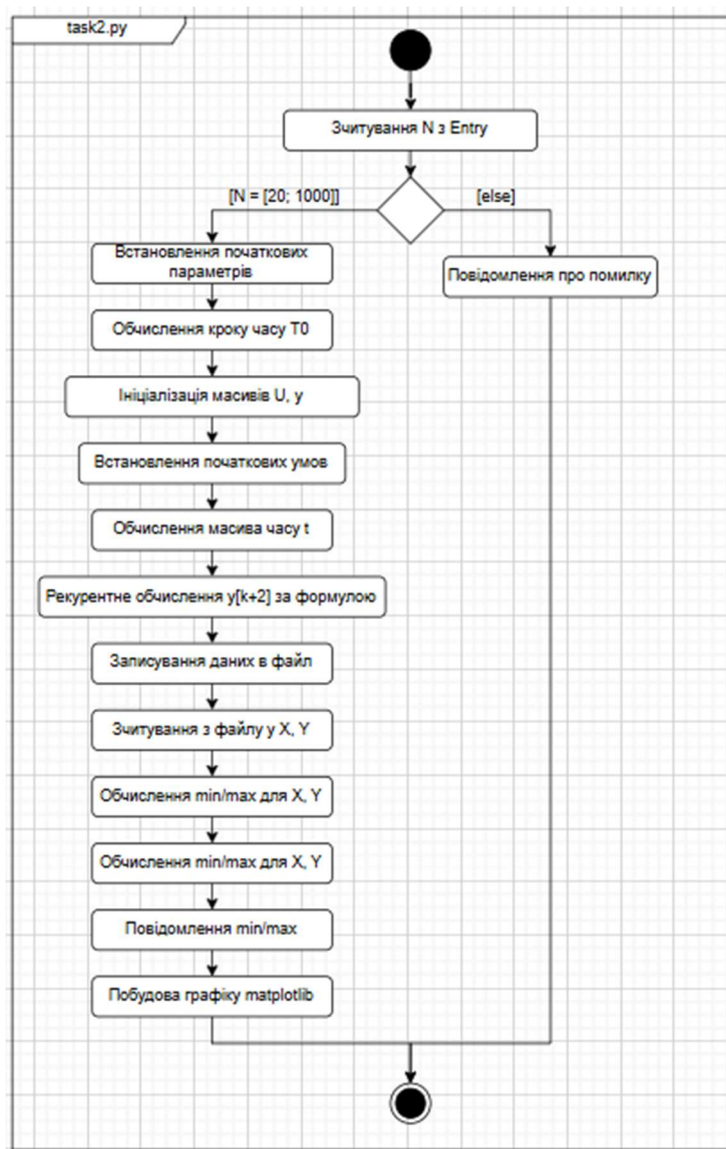 task2.py
Зчитування N з Entry
[N = [20; 1000]]
[else]
Встановлення початкових
параметрів
Повідомлення про помилку
Обчислення кроку часу T0
Ініціалізація масивів U, y
Встановлення початкових умов
Обчислення масива часу t
Рекурентне обчислення y[k+2] за формулою
Записування даних в файл
Зчитування з файлу у X, Y
Обчислення min/max для X, Y
Обчислення min/max для X, Y
Повідомлення min/max
Побудова графіку matplotlib